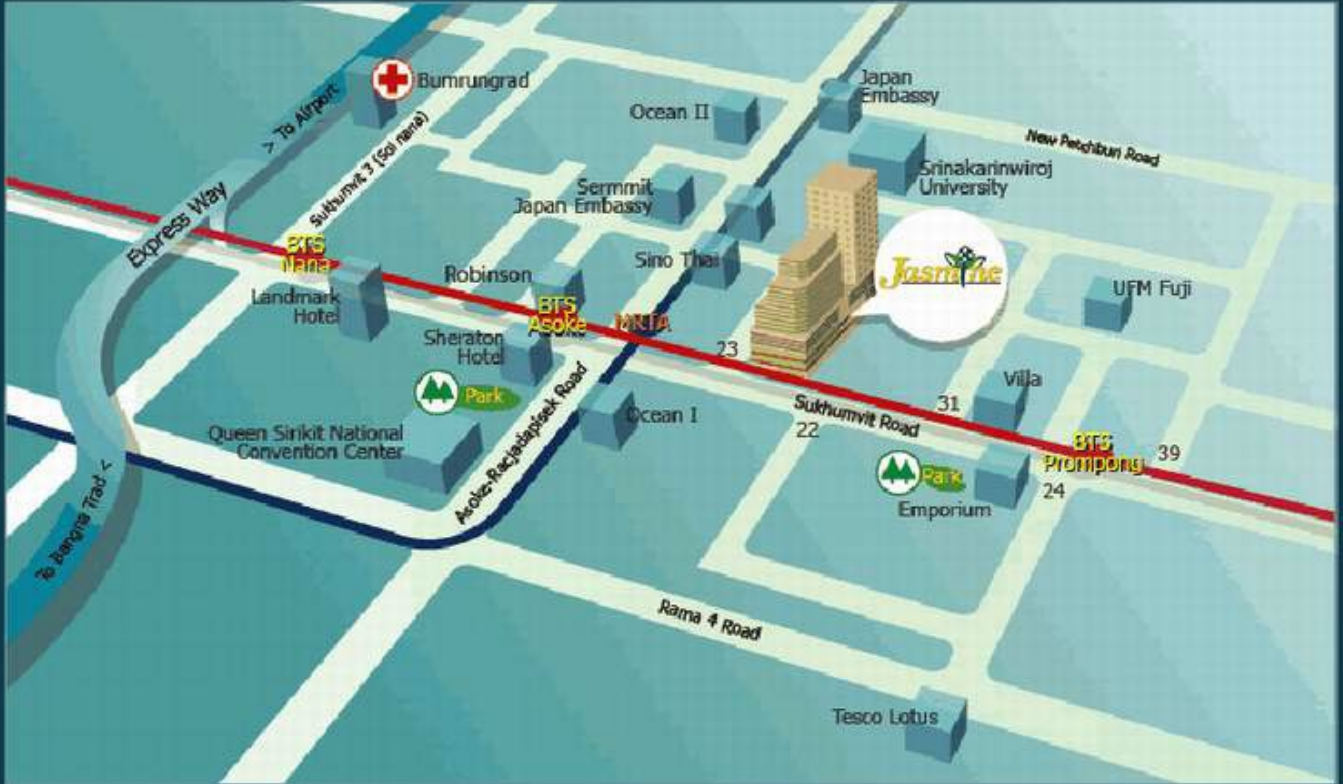 Bumrungrad
> To Airport
Sukhumvit 3 (Soi nana)
Express Way
Ocean II
Japan
Embassy
New Petchburi Road
Srinakarinwiroj
University
Sermmit
Japan Embassy
Sino Thai
Jasmine
UFM Fuji
BTS
Nana
Landmark
Hotel
Robinson
BTS
Asoke
MRTA
Sheraton
Hotel
Park
23
Sukhumvit Road
22
31
Villa
BTS
Prompong
39
24
Park
Emporium
Ocean I
Asoke-Racjadapisek Road
Queen Sirikit National
Convention Center
To Bangna Trad <
Rama 4 Road
Tesco Lotus